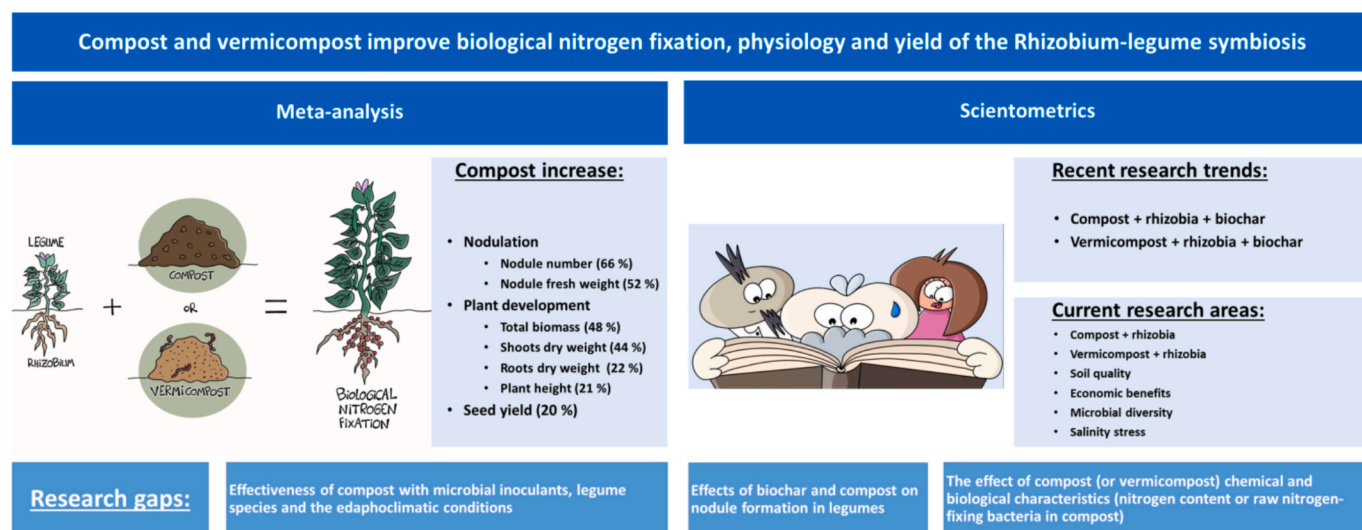 Compost and vermicompost improve biological nitrogen fixation, physiology and yield of the Rhizobium-legume symbiosis
Meta-analysis
LEGUME
RHIZOBIUM
+
COMPOST
OR
VERMICOMPOST
=
BIOLOGICAL
NITROGEN
FIXATION
Compost increase:
• Nodulation
• Nodule number (66 %)
• Nodule fresh weight (52 %)
• Plant development
• Total biomass (48 %)
• Shoots dry weight (44 %)
• Roots dry weight (22 %)
• Plant height (21 %)
• Seed yield (20 %)
Scientometrics
Recent research trends:
• Compost + rhizobia + biochar
• Vermicompost + rhizobia + biochar
Current research areas:
• Compost + rhizobia
• Vermicompost + rhizobia
• Soil quality
• Economic benefits
• Microbial diversity
• Salinity stress
Research gaps:
Effectiveness of compost with microbial inoculants, legume
species and the edaphoclimatic conditions
Effects of biochar and compost on
nodule formation in legumes
The effect of compost (or vermicompost) chemical and
biological characteristics (nitrogen content or raw nitrogen-
fixing bacteria in compost)